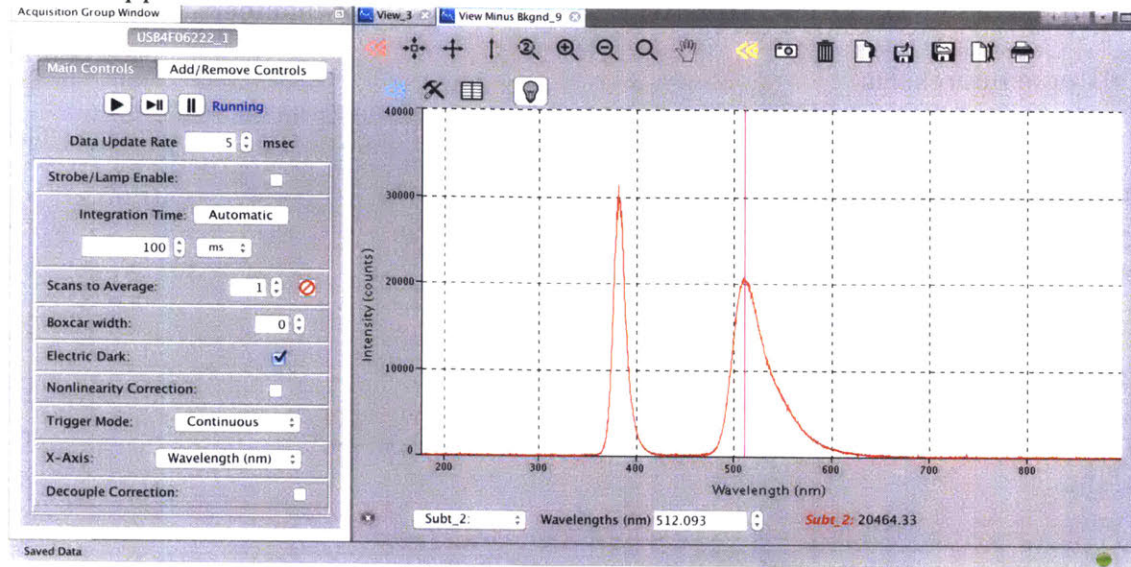 Acquisition Group Window
View_3
View Minus Bkgnd_9
USB4F06222_1
Main Controls
Add/Remove Controls
Running
Data Update Rate 5 msec
Strobe/Lamp Enable:
Integration Time: Automatic
100 ms
Scans to Average: 1
Boxcar width: 0
Electric Dark:
Nonlinearity Correction:
Trigger Mode: Continuous
X-Axis: Wavelength (nm)
Decouple Correction:
2
40000
30000
20000
10000
0
Intensity (counts)
200 300 400 500 600 700 800
Wavelength (nm)
Subt_2: Wavelengths (nm) 512.093 Subt_2: 20464.33
Saved Data